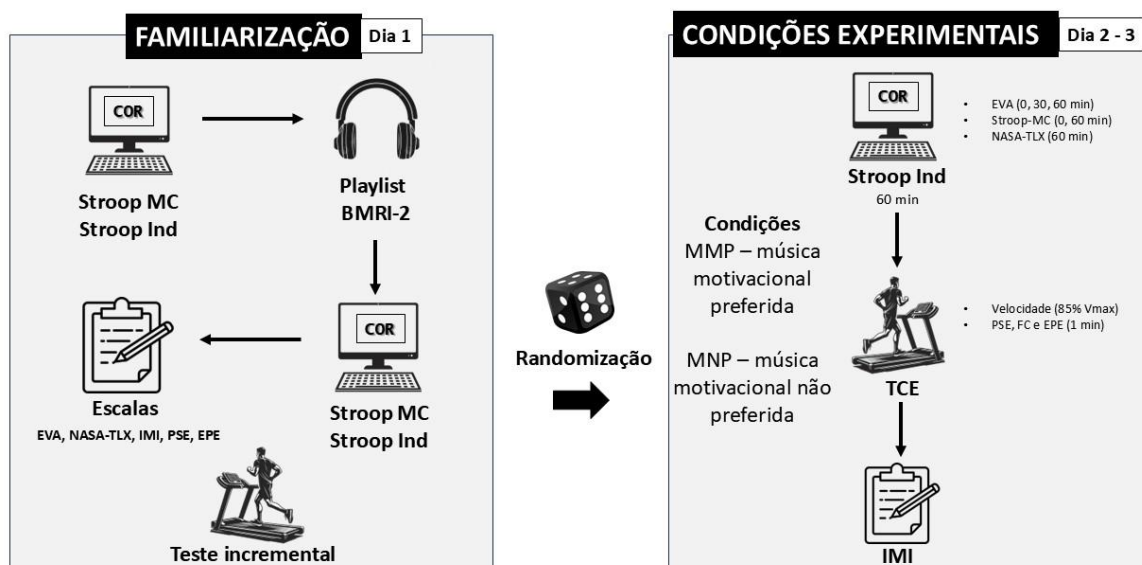 FAMILIARIZAÇÃO
Dia 1
COR
Stroop MC
Stroop Ind
Playlist
BMRI-2
COR
Stroop MC
Stroop Ind
Escalas
EVA, NASA-TLX, IMI, PSE, EPE
Teste incremental
Randomização
CONDIÇÕES EXPERIMENTAIS
Dia 2 - 3
COR
Stroop Ind
60 min
• EVA (0, 30, 60 min)
• Stroop-MC (0, 60 min)
• NASA-TLX (60 min)
Condições
MMP – música
motivacional
preferida
MNP – música
motivacional não
preferida
• Velocidade (85% Vmax)
• PSE, FC e EPE (1 min)
TCE
IMI